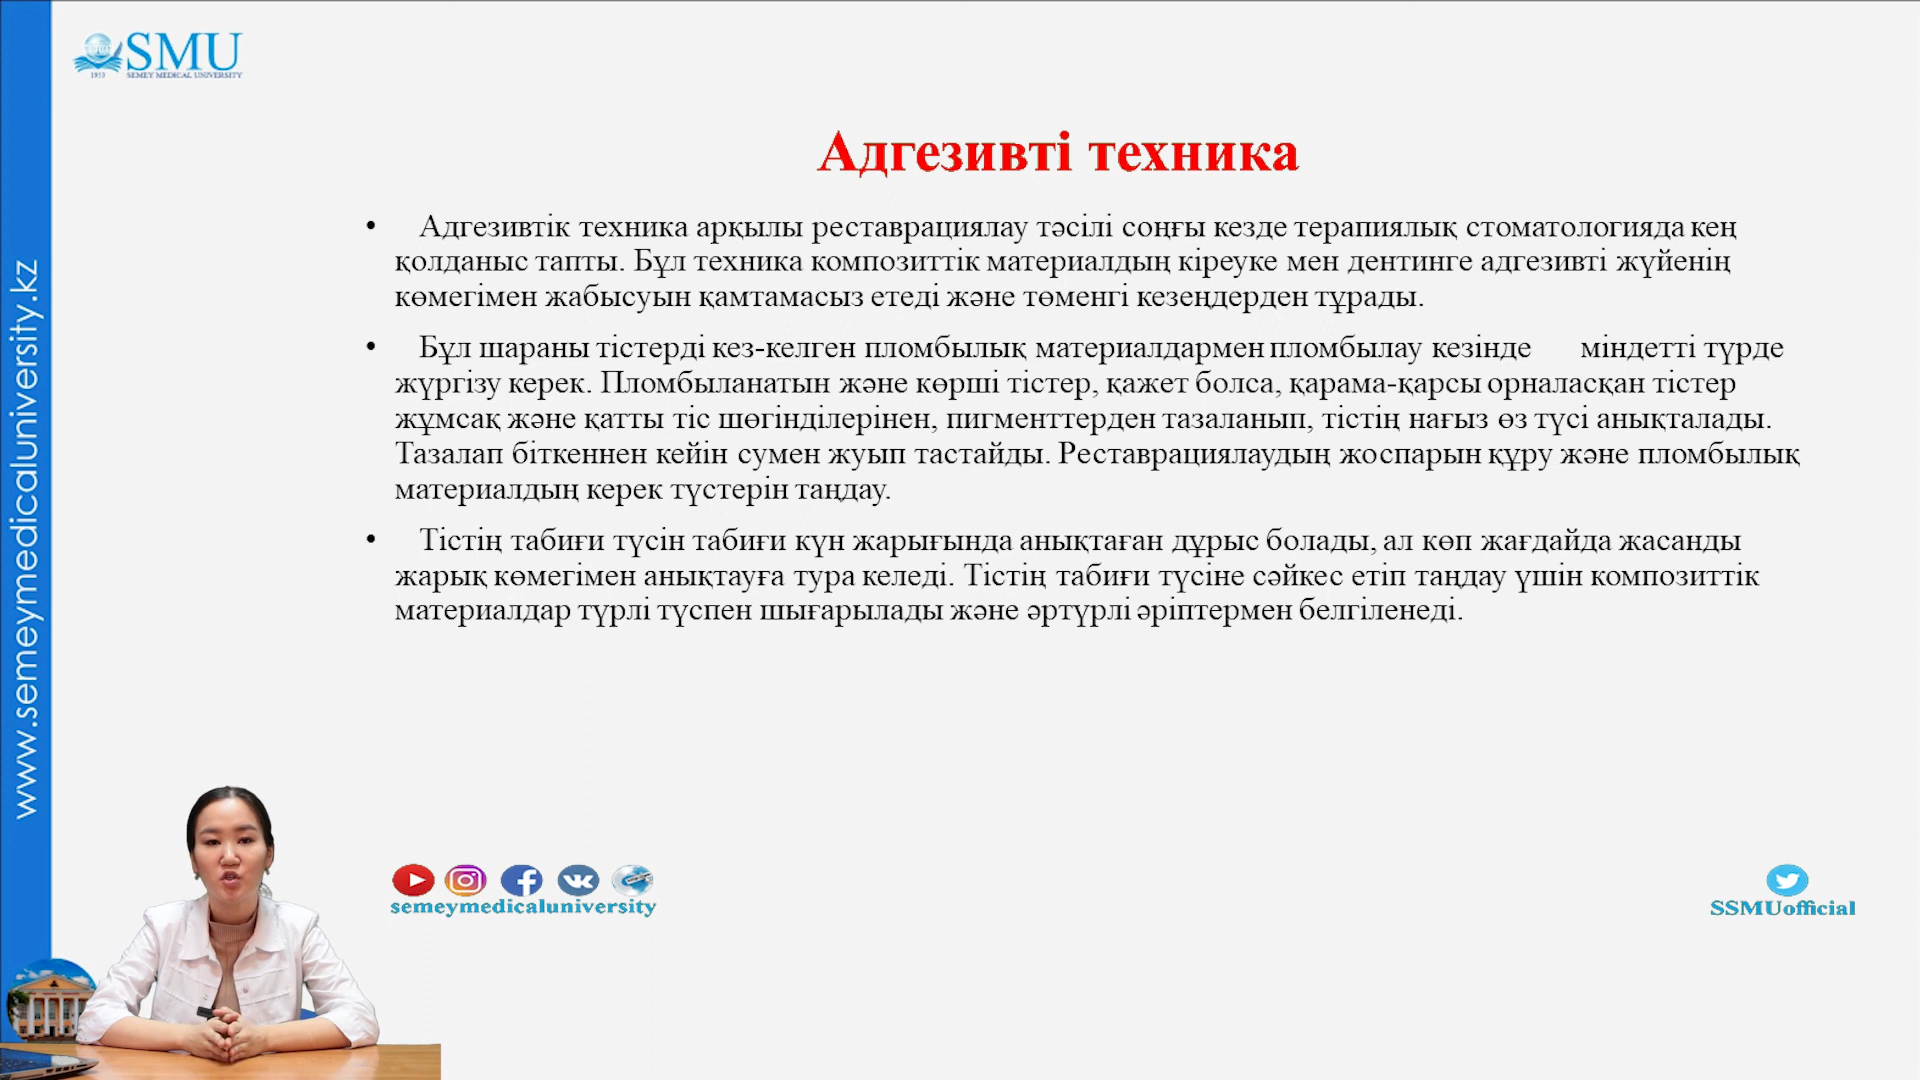 SMU
1953 SEMEY MEDICAL UNIVERSITY
www.semeymedicaluniversity.kz
Адгезивті техника
• Адгезивтік техника арқылы реставрациялау тәсілі соңғы кезде терапиялық стоматологияда кең
қолданыс тапты. Бұл техника композиттік материалдың кіреуке мен дентинге адгезивті жүйенің
көмегімен жабысуын қамтамасыз етеді және төменгі кезеңдерден тұрады.
• Бұл шараны тістерді кез-келген пломбылық материалдармен пломбылау кезінде міндетті түрде
жүргізу керек. Пломбыланатын және көрші тістер, қажет болса, қарама-қарсы орналасқан тістер
жұмсақ және қатты тіс шөгінділерінен, пигменттерден тазаланып, тістің нағыз өз түсі анықталады.
Тазалап біткеннен кейін сумен жуып тастайды. Реставрациялаудың жоспарын құру және пломбылық
материалдың керек түстерін таңдау.
• Тістің табиғи түсін табиғи күн жарығында анықтаған дұрыс болады, ал көп жағдайда жасанды
жарық көмегімен анықтауға тура келеді. Тістің табиғи түсіне сәйкес етіп таңдау үшін композиттік
материалдар түрлі түспен шығарылады және әртүрлі әріптермен белгіленеді.
semeymedicaluniversity
SSMUofficial